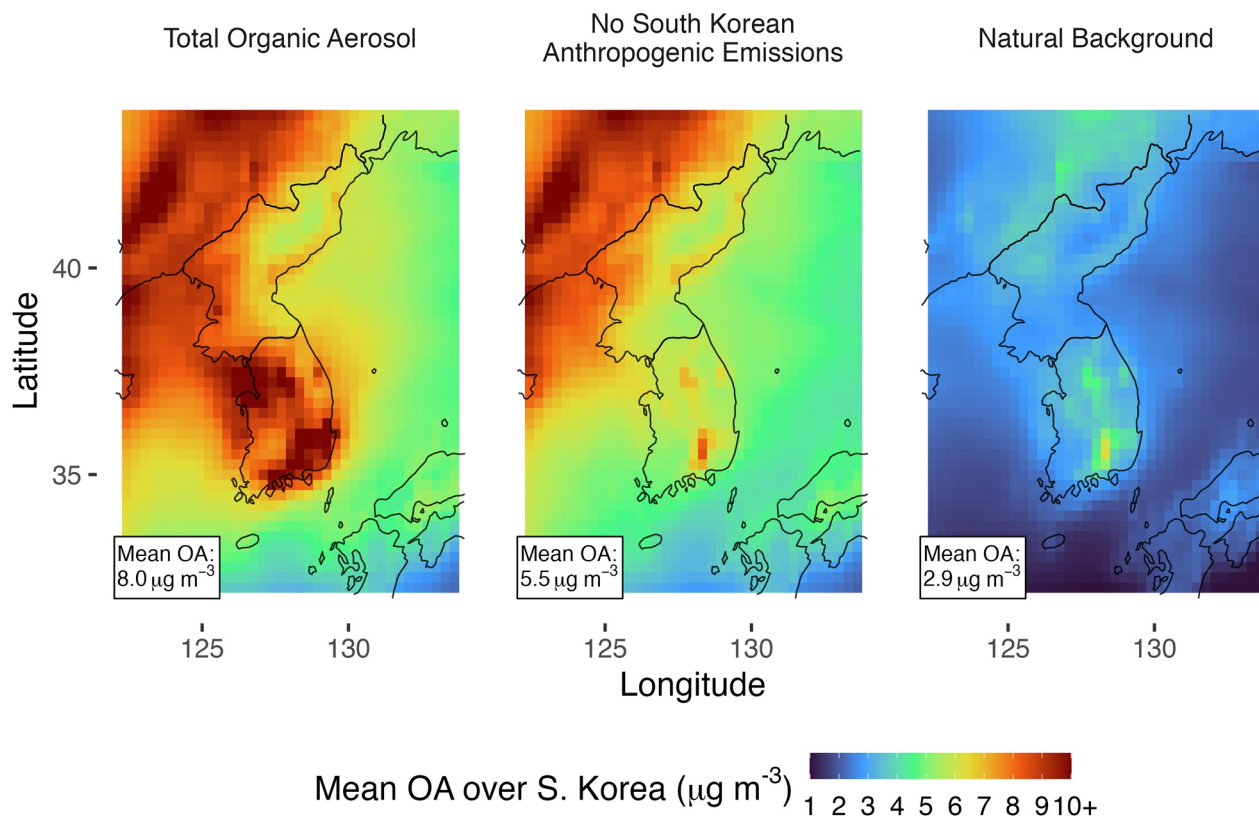 Total Organic Aerosol
No South Korean
Anthropogenic Emissions
Natural Background
Latitude
40
35
Mean OA:
8.0 μg m⁻³
Mean OA:
5.5 μg m⁻³
Mean OA:
2.9 μg m⁻³
125 130
125 130
125 130
Longitude
Mean OA over S. Korea (μg m⁻³)
1 2 3 4 5 6 7 8 9 10+